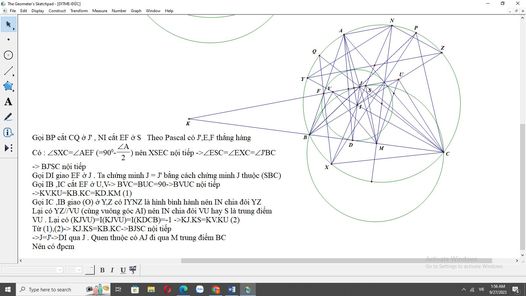 The Geometer's Sketchpad - [DTME-ĐGC]
File Edit Display Construct Transform Measure Number Graph Window Help
N
A
P
Q
Z
Y
U
F
J
S
I
K
B
D
M
C
X
Gọi BP cắt CQ ở J' , NI cắt EF ở S Theo Pascal có J',E,F thẳng hàng
Có : ∠SXC=∠AEF (=90°- ∠A/2 ) nên XSEC nội tiếp ->∠ESC=∠EXC=∠J'BC
-> BJ'SC nội tiếp
Gọi DI giao EF ở J . Ta chứng minh J = J' bằng cách chứng minh J thuộc (SBC)
Gọi IB ,IC cắt EF ở U,V-> BVC=BUC=90->BVUC nội tiếp
->KV.KU=KB.KC=KD.KM (1)
Gọi IC ,IB giao (O) ở Y,Z có IYNZ là hình bình hành nên IN chia đôi YZ
Lại có YZ//VU (cùng vuông góc AI) nên IN chia đôi VU hay S là trung điểm
VU . Lại có (KJVU)=I(KJVU)=I(KDCB)=-1 ->KJ.KS=KV.KU (2)
Từ (1),(2)-> KJ.KS=KB.KC->BJSC nội tiếp
->J=J'->DI qua J . Quen thuộc có AJ đi qua M trung điểm BC
Nên có đpcm
Activate Windows
Go to Settings to activate Windows.
B I U
Type here to search
VIE
5:56 AM
9/27/2021